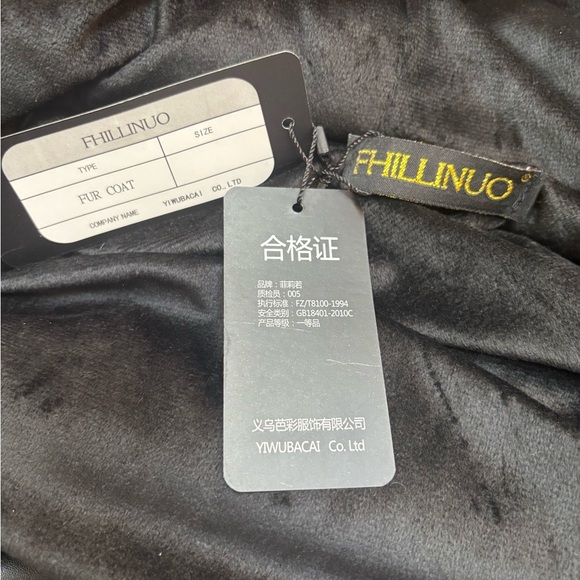 FHILLINUO
TYPE
SIZE
FUR COAT
COMPANY NAME YIWUBACAI CO., LTD
FHILLINUO®
合格证
品牌：菲莉若
质检员：005
执行标准：FZ/T8100-1994
安全类别：GB18401-2010C
产品等级：一等品
义乌芭彩服饰有限公司
YIWUBACAI Co. Ltd